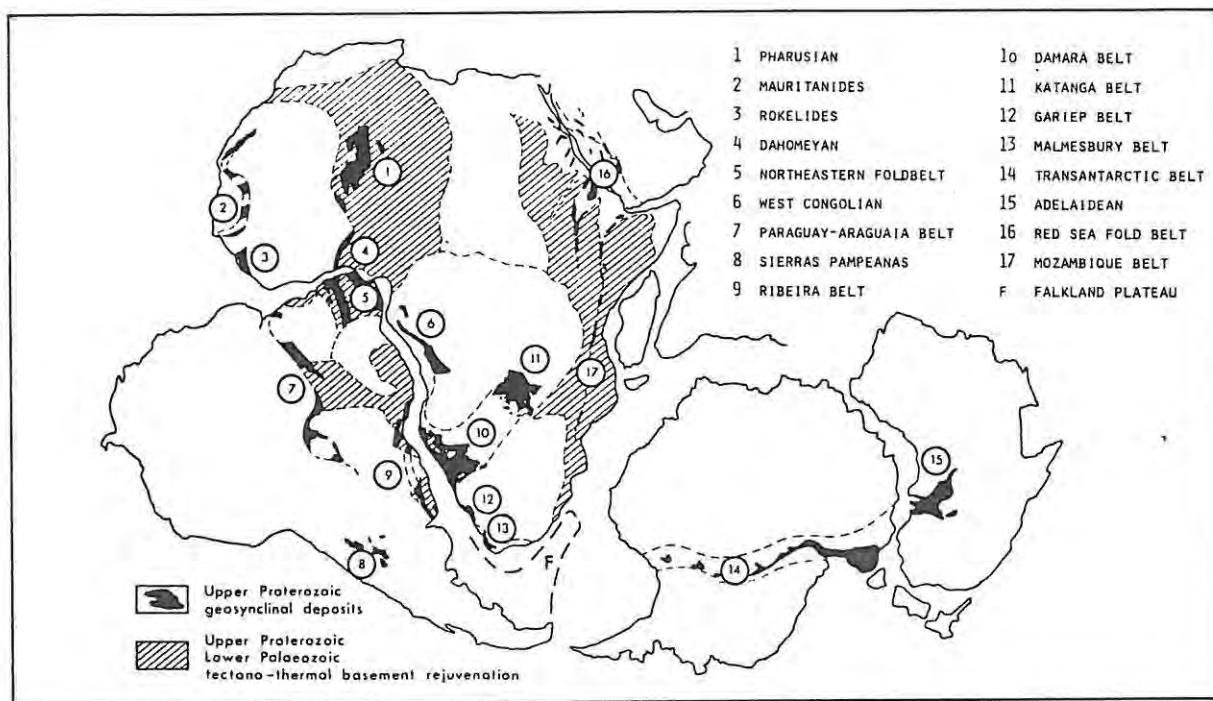 1 PHARUSIAN
2 MAURITANIDES
3 ROKELIDES
4 DAHOMEYAN
5 NORTHEASTERN FOLDBELT
6 WEST CONGOLIAN
7 PARAGUAY-ARAGUAIA BELT
8 SIERRAS PAMPEANAS
9 RIBEIRA BELT
1o DAMARA BELT
11 KATANGA BELT
12 GARIEP BELT
13 MALMESBURY BELT
14 TRANSANTARCTIC BELT
15 ADELAIDEAN
16 RED SEA FOLD BELT
17 MOZAMBIQUE BELT
F FALKLAND PLATEAU
1
16
2
4
3
5
6
11
17
7
10
15
9
12
13
F
8
14
Upper Proterozoic
geosynclinal deposits
Upper Proterozoic
Lower Palaeozoic
tectono-thermal basement rejuvenation